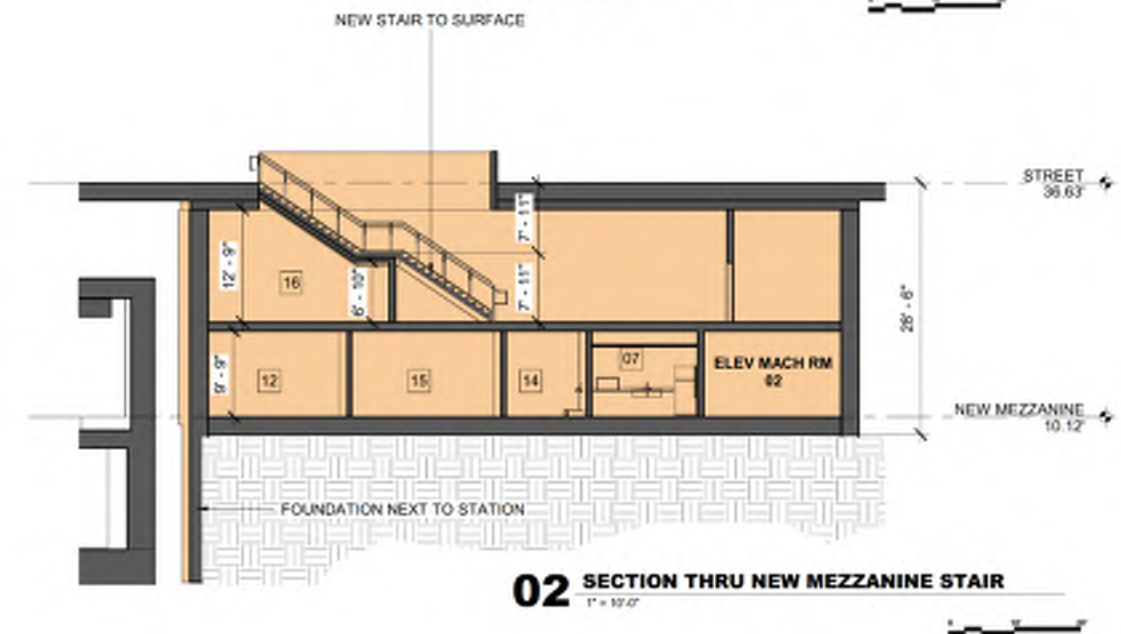 NEW STAIR TO SURFACE
STREET
36.63'
7' - 11"
12' - 9"
16
6' - 10"
7' - 11"
28' - 6"
9' - 9"
12
15
14
07
ELEV MACH RM
02
NEW MEZZANINE
10.12'
FOUNDATION NEXT TO STATION
02 SECTION THRU NEW MEZZANINE STAIR
1" = 10'-0"